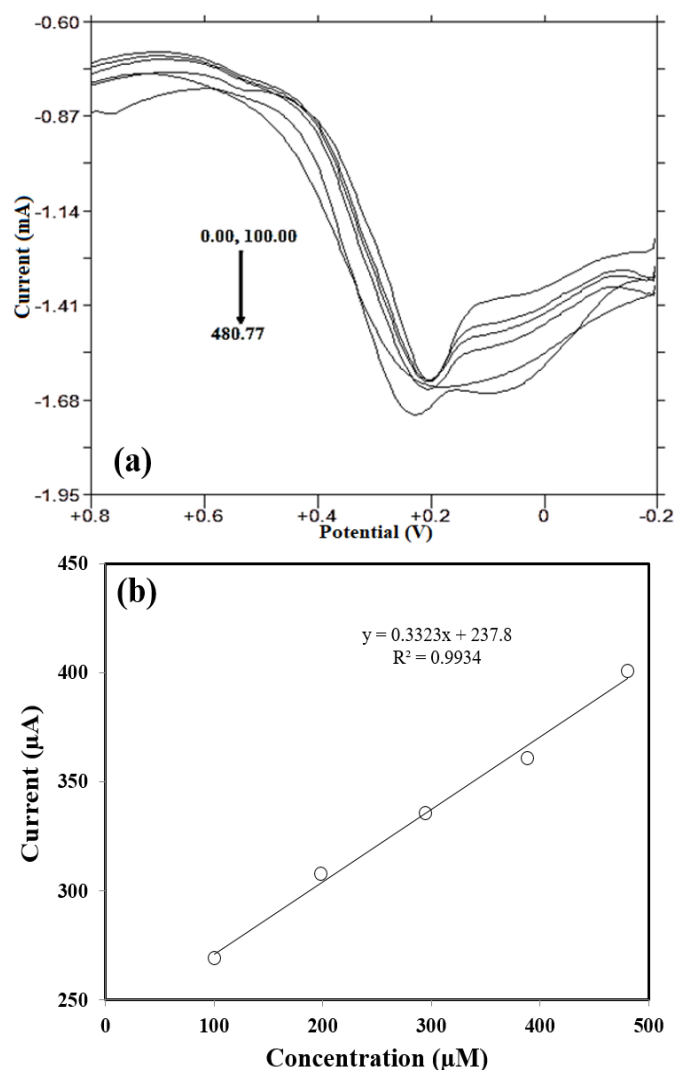 -0.60
-0.87
-1.14
-1.41
-1.68
-1.95
Current (mA)
0.00, 100.00
480.77
(a)
+0.8 +0.6 +0.4 +0.2 0 -0.2
Potential (V)
450
400
350
300
250
Current (µA)
(b)
y = 0.3323x + 237.8
R² = 0.9934
0 100 200 300 400 500
Concentration (µM)